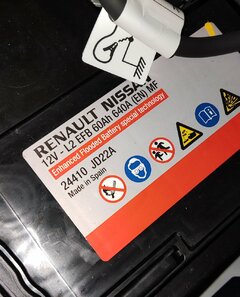 RENAULT NISSAN
12V - L2 EFB 60Ah 640A (EN) MF
Enhanced Flooded Battery special technology
24410 JD22A
Made in Spain